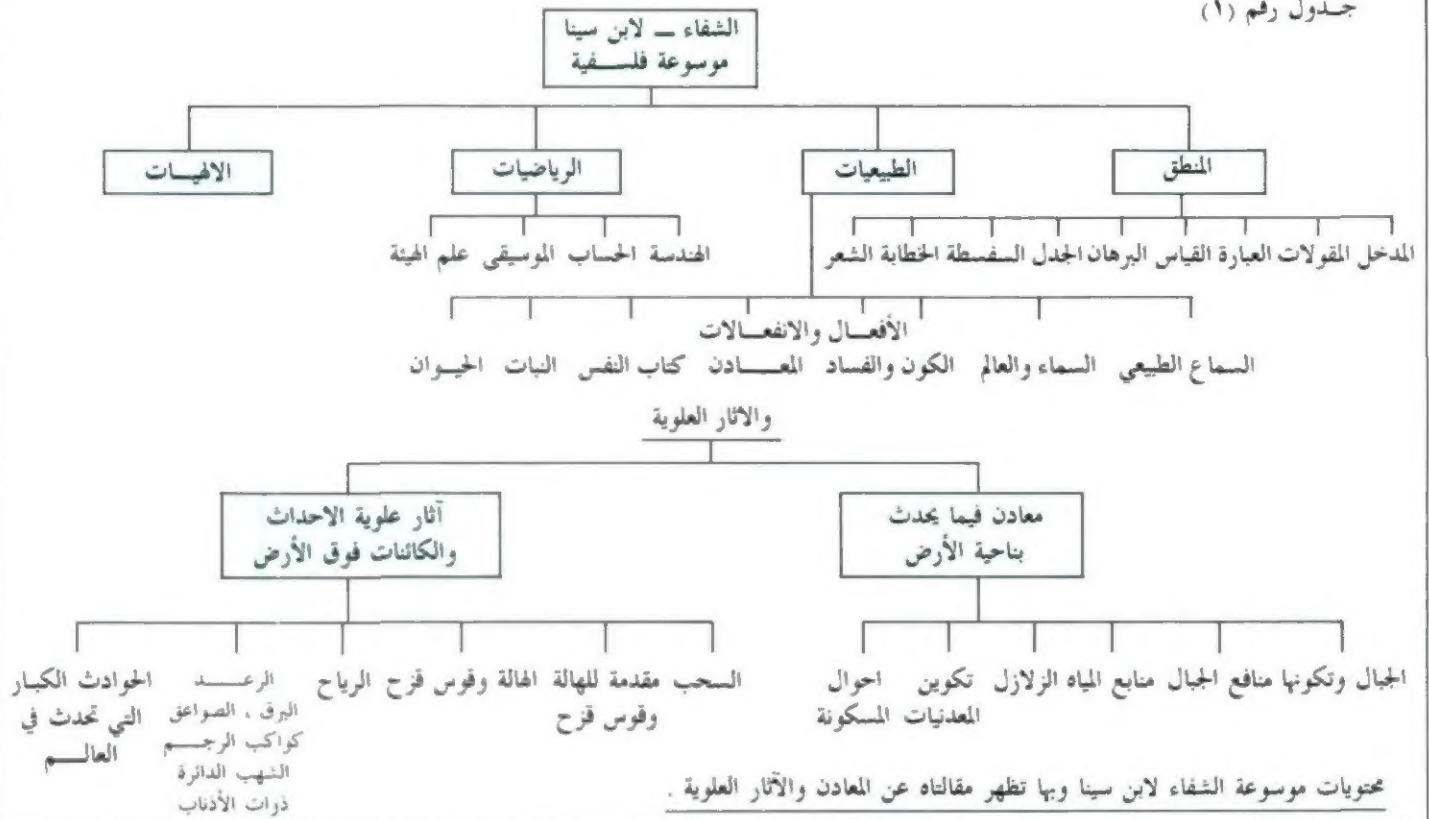 جدول رقم (١)
الشفاء — لابن سينا
موسوعة فلسفية
المنطق
الطبيعيات
الرياضيات
الالهيات
المدخل المقولات العبارة القياس البرهان الجدل السفسطة الخطابة الشعر
الهندسة الحساب الموسيقى علم الهيئة
الأفعال والانفعالات
السماع الطبيعي السماء والعالم الكون والفساد المعادن كتاب النفس النبات الحيوان
والاثار العلوية
معادن فيما يحدث
بناحية الأرض
آثار علوية الاحداث
والكائنات فوق الأرض
الجبال وتكونها منافع الجبال منابع المياه الزلازل تكوين احوال
المعدنيات المسكونة
السحب مقدمة للهالة الهالة وقوس قزح الرياح
وقوس قزح
الرعد
البرق ، الصواعق
كواكب الرجم
الشهب الدائرة
ذرات الأذناب
الحوادث الكبار
التي تحدث في
العالم
محتويات موسوعة الشفاء لابن سينا وبها تظهر مقالتاه عن المعادن والآثار العلوية .